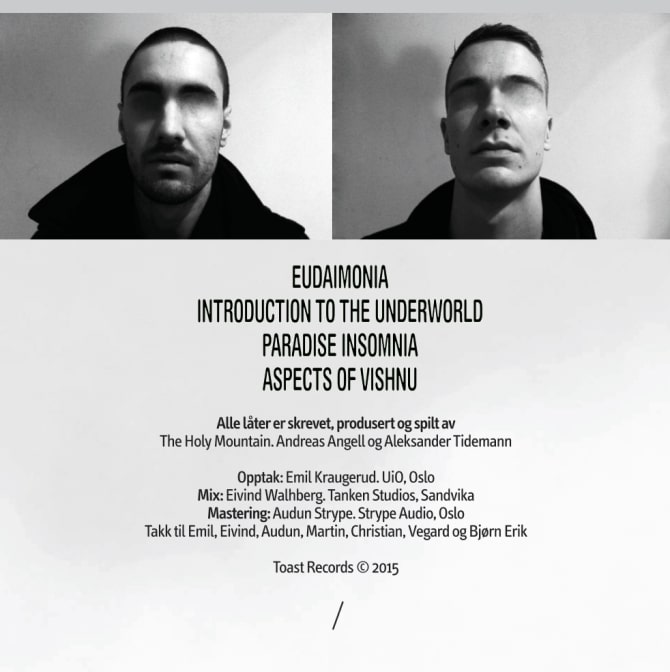 EUDAIMONIA
INTRODUCTION TO THE UNDERWORLD
PARADISE INSOMNIA
ASPECTS OF VISHNU
Alle låter er skrevet, produsert og spilt av
The Holy Mountain. Andreas Angell og Aleksander Tidemann
Opptak: Emil Kraugerud. UiO, Oslo
Mix: Eivind Walhberg. Tanken Studios, Sandvika
Mastering: Audun Strype. Strype Audio, Oslo
Takk til Emil, Eivind, Audun, Martin, Christian, Vegard og Bjørn Erik
Toast Records © 2015
/